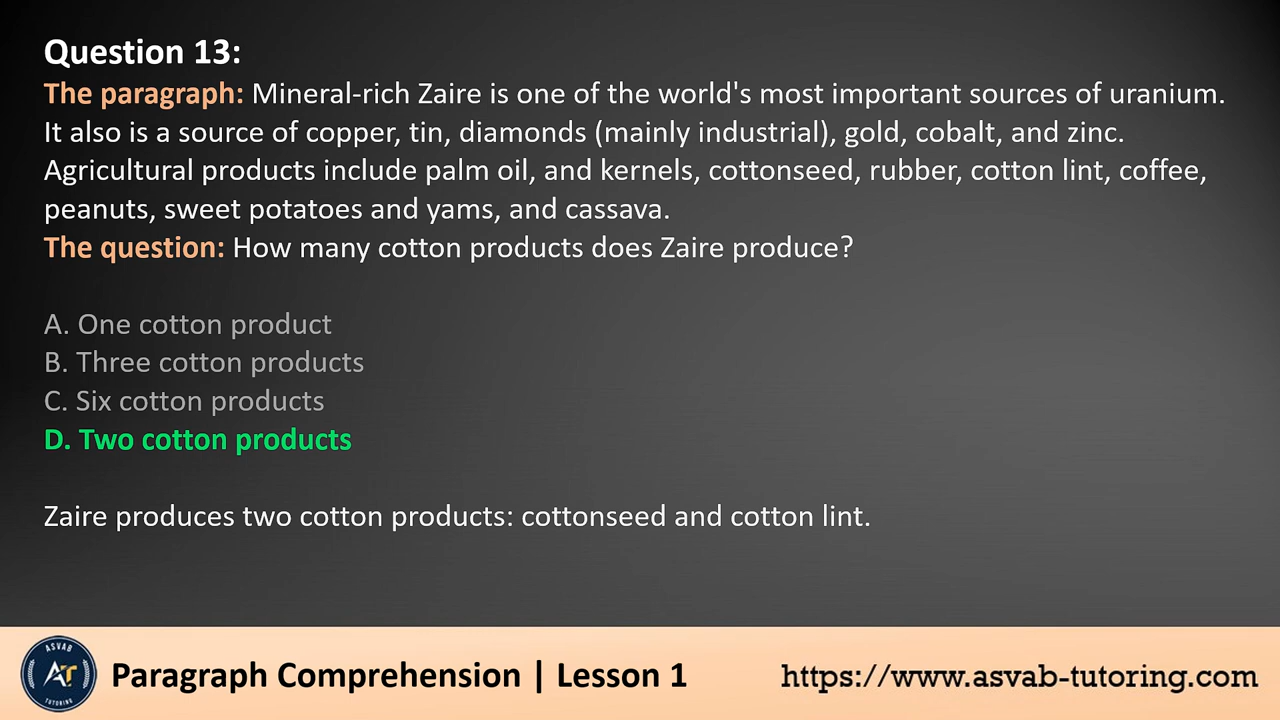 Question 13:
The paragraph: Mineral-rich Zaire is one of the world's most important sources of uranium.
It also is a source of copper, tin, diamonds (mainly industrial), gold, cobalt, and zinc.
Agricultural products include palm oil, and kernels, cottonseed, rubber, cotton lint, coffee,
peanuts, sweet potatoes and yams, and cassava.
The question: How many cotton products does Zaire produce?
A. One cotton product
B. Three cotton products
C. Six cotton products
D. Two cotton products
Zaire produces two cotton products: cottonseed and cotton lint.
ASVAB
AT
TUTORING
Paragraph Comprehension | Lesson 1
https://www.asvab-tutoring.com